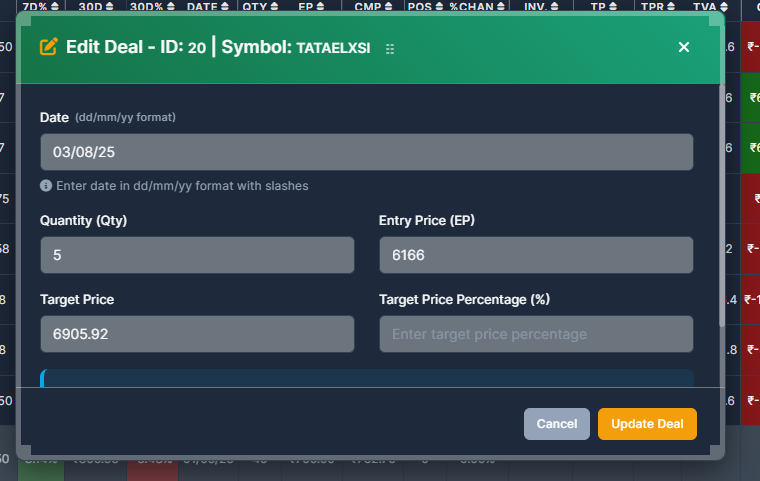 7D% 30D 30D% DATE QTY EP CMP POS %CHAN INV. TP TPR TVA
Edit Deal - ID: 20 | Symbol: TATAELXSI
Date (dd/mm/yy format)
03/08/25
Enter date in dd/mm/yy format with slashes
Quantity (Qty) Entry Price (EP)
5 6166
Target Price Target Price Percentage (%)
6905.92 Enter target price percentage
Cancel Update Deal